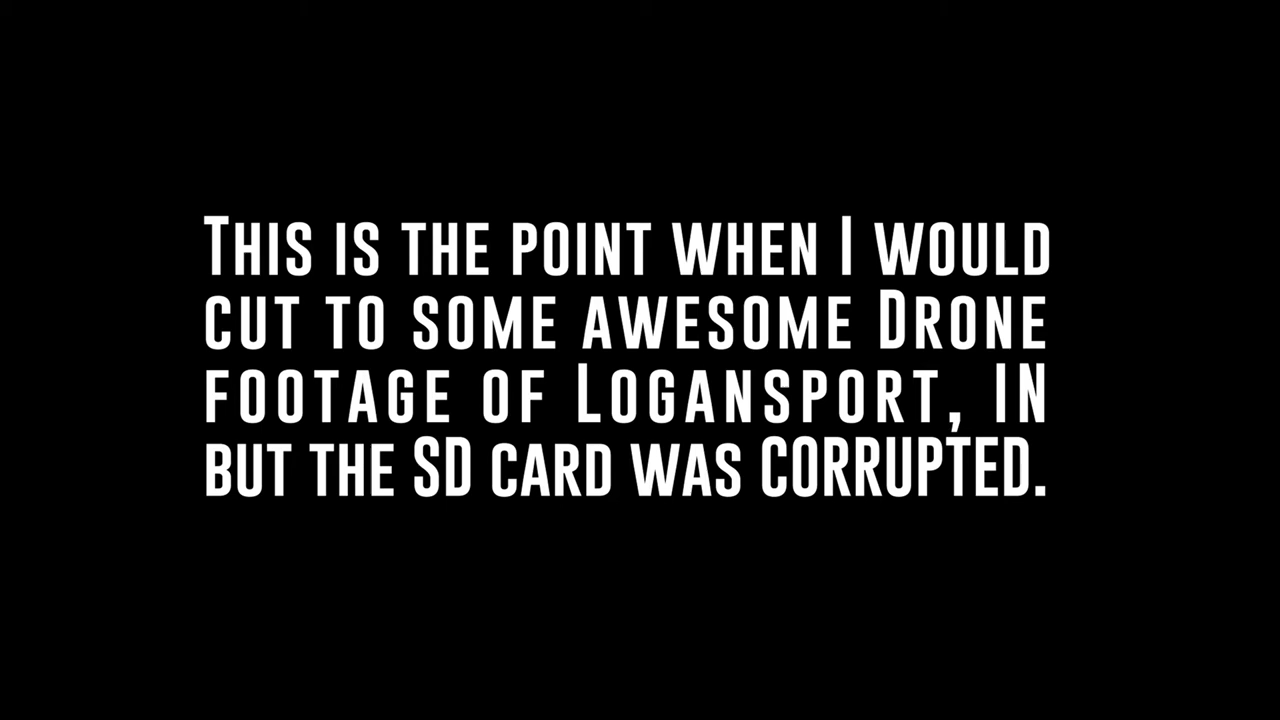 This is the point when I would
cut to some awesome Drone
footage of Logansport, IN
but the SD card was CORRUPTED.